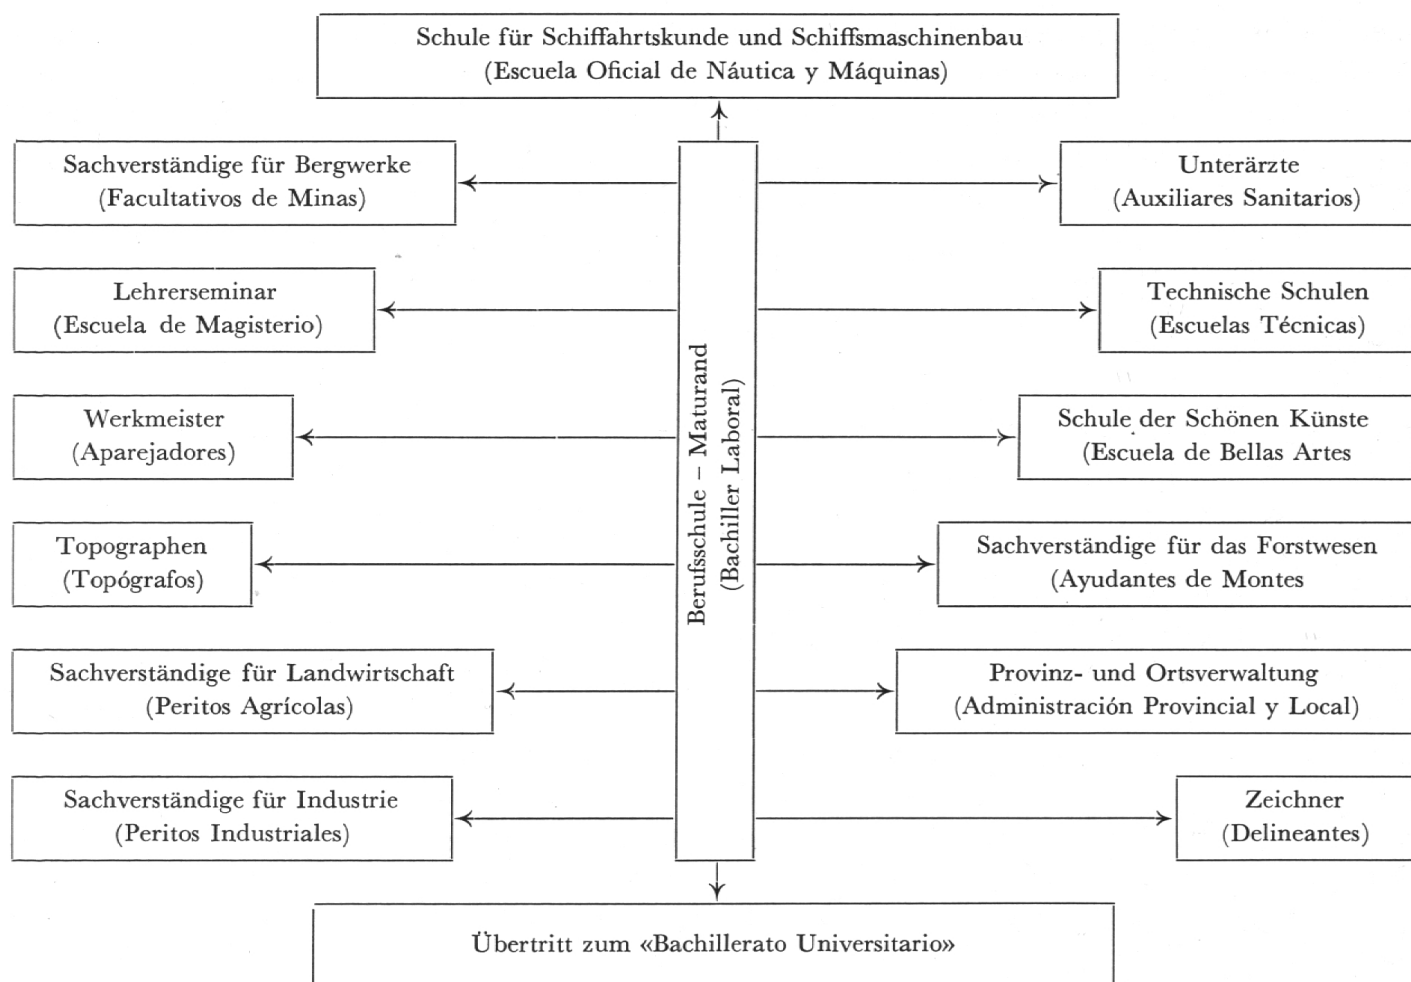 Schule für Schiffahrtskunde und Schiffsmaschinenbau
(Escuela Oficial de Náutica y Máquinas)
Sachverständige für Bergwerke
(Facultativos de Minas)
Unterärzte
(Auxiliares Sanitarios)
Lehrerseminar
(Escuela de Magisterio)
Technische Schulen
(Escuelas Técnicas)
Werkmeister
(Aparejadores)
Berufsschule – Maturand
(Bachiller Laboral)
Schule der Schönen Künste
(Escuela de Bellas Artes
Topographen
(Topógrafos)
Sachverständige für das Forstwesen
(Ayudantes de Montes
Sachverständige für Landwirtschaft
(Peritos Agrícolas)
Provinz- und Ortsverwaltung
(Administración Provincial y Local)
Sachverständige für Industrie
(Peritos Industriales)
Zeichner
(Delineantes)
Übertritt zum «Bachillerato Universitario»